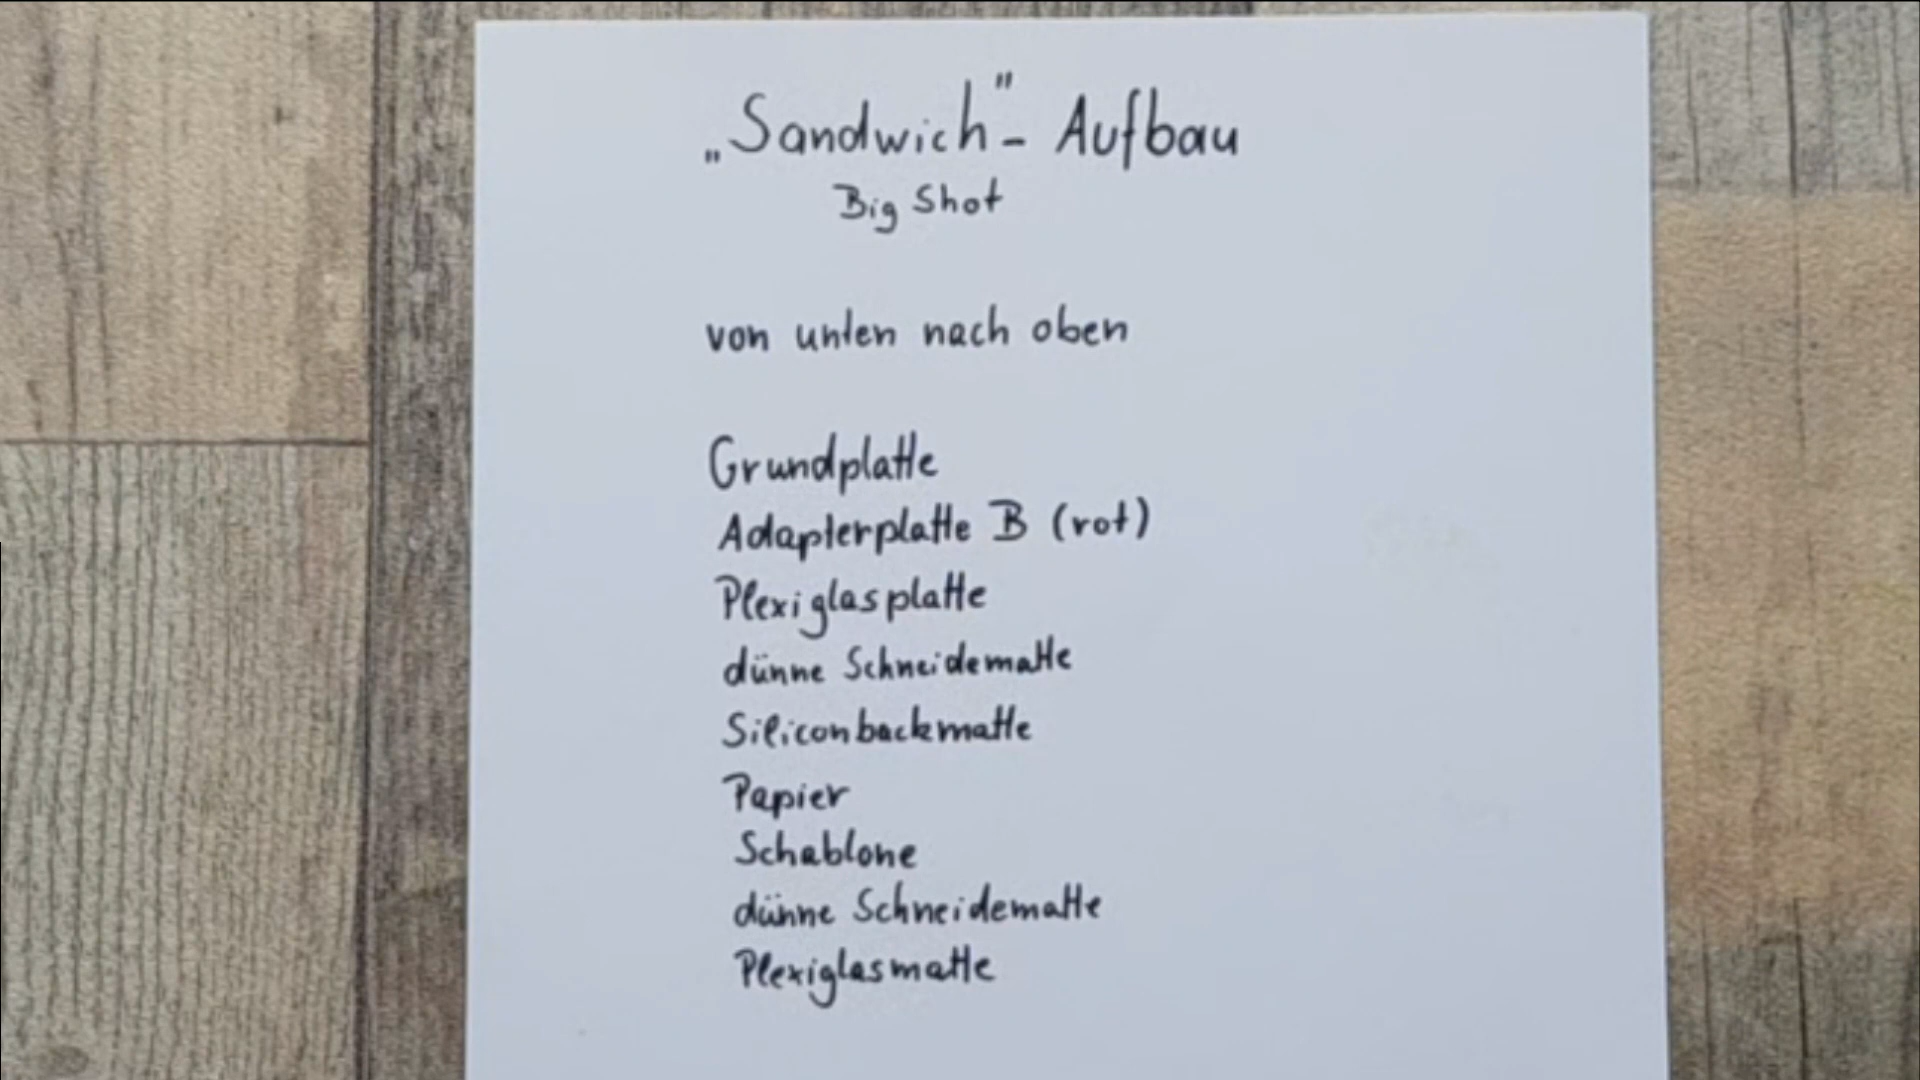 „Sandwich"- Aufbau
Big Shot
von unten nach oben
Grundplatte
Adapterplatte B (rot)
Plexiglasplatte
dünne Schneidematte
Siliconbackmatte
Papier
Schablone
dünne Schneidematte
Plexiglasmatte